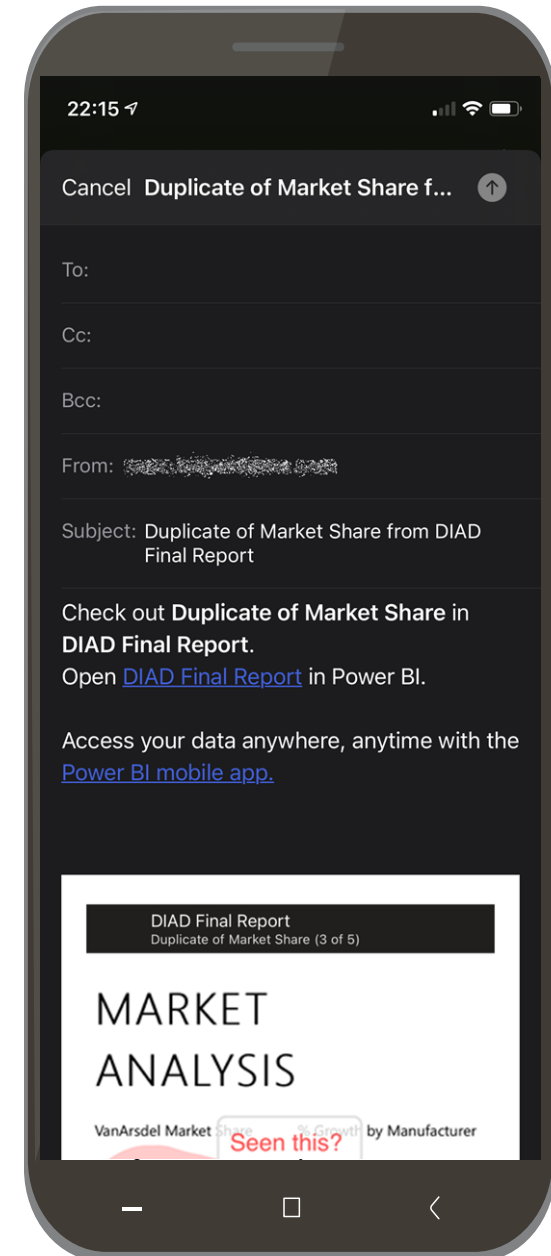 22:15
Cancel Duplicate of Market Share f...
To:
Cc:
Bcc:
From:
Subject: Duplicate of Market Share from DIAD
Final Report
Check out Duplicate of Market Share in
DIAD Final Report.
Open DIAD Final Report in Power BI.
Access your data anywhere, anytime with the
Power BI mobile app.
DIAD Final Report
Duplicate of Market Share (3 of 5)
MARKET
ANALYSIS
VanArsdel Market Share % Growth by Manufacturer
Seen this?